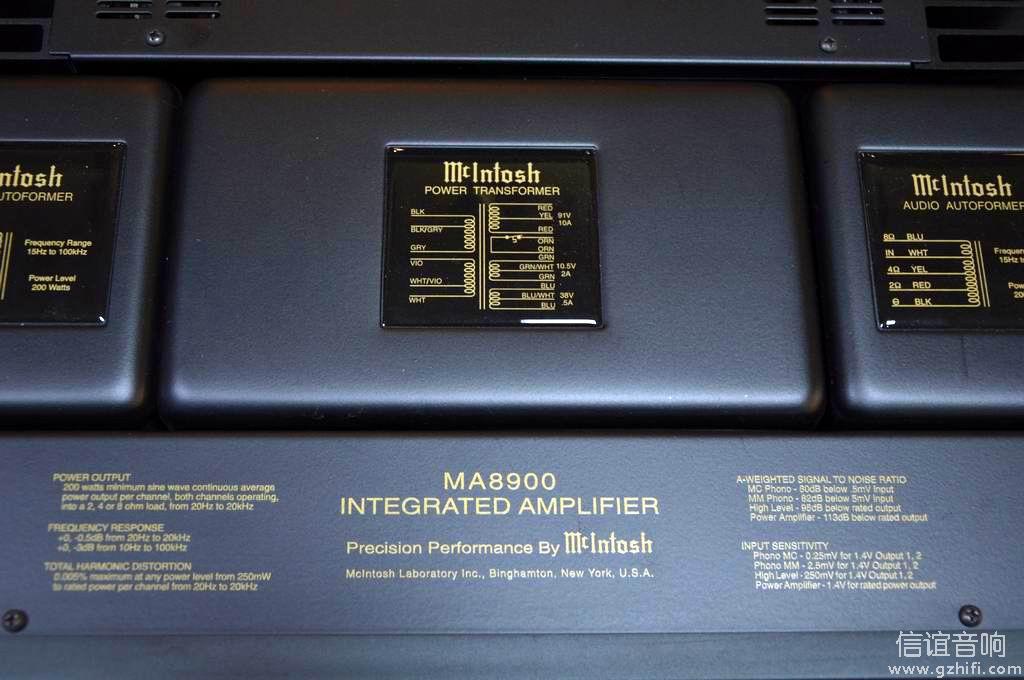 ntosh
UTOFORMER
Frequency Range
15Hz to 100kHz
Power Level
200 Watts
McIntosh
POWER TRANSFORMER
BLK
BLK/GRY
GRY
VIO
WHT/VIO
WHT
RED
YEL 91V
10A
RED
ORN
ORN
GRN
GRN/WHT 10.5V
GRN 2A
BLU
BLU/WHT 38V
BLU .5A
McIntosh
AUDIO AUTOFORMER
8Ω BLU
IN WHT
4Ω YEL
2Ω RED
⊖ BLK
Frequ
15Hz to
Po
20
POWER OUTPUT
200 watts minimum sine wave continuous average
power output per channel, both channels operating,
into a 2, 4 or 8 ohm load, from 20Hz to 20kHz
FREQUENCY RESPONSE
+0, -0.5dB from 20Hz to 20kHz
+0, -3dB from 10Hz to 100kHz
TOTAL HARMONIC DISTORTION
0.005% maximum at any power level from 250mW
to rated power per channel from 20Hz to 20kHz
MA8900
INTEGRATED AMPLIFIER
Precision Performance By McIntosh
McIntosh Laboratory Inc., Binghamton, New York, U.S.A.
A-WEIGHTED SIGNAL TO NOISE RATIO
MC Phono - 80dB below .5mV input
MM Phono - 82dB below 5mV input
High Level - 98dB below rated output
Power Amplifier - 113dB below rated output
INPUT SENSITIVITY
Phono MC - 0.25mV for 1.4V Output 1, 2
Phono MM - 2.5mV for 1.4V Output 1, 2
High Level - 250mV for 1.4V Output 1, 2
Power Amplifier - 1.4V for rated power output
信谊音响
www.gzhifi.com